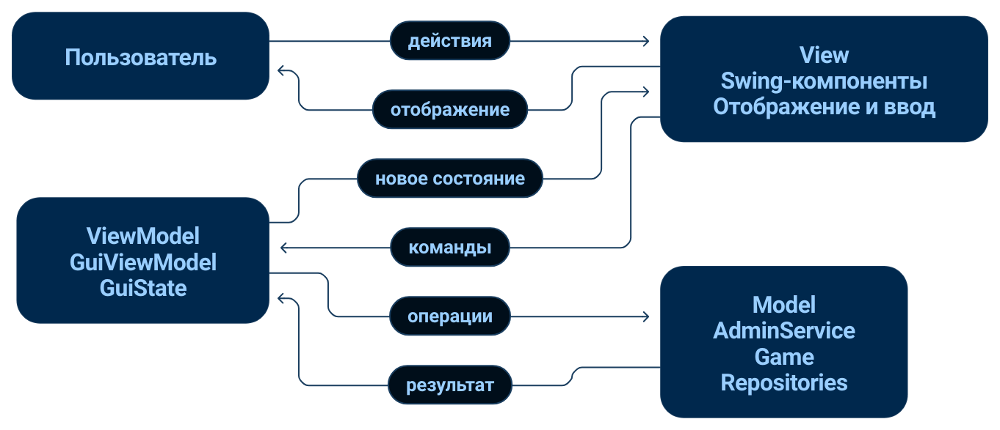 Пользователь
действия
View
Swing-компоненты
Отображение и ввод
отображение
новое состояние
ViewModel
GuiViewModel
GuiState
команды
операции
Model
AdminService
Game
Repositories
результат